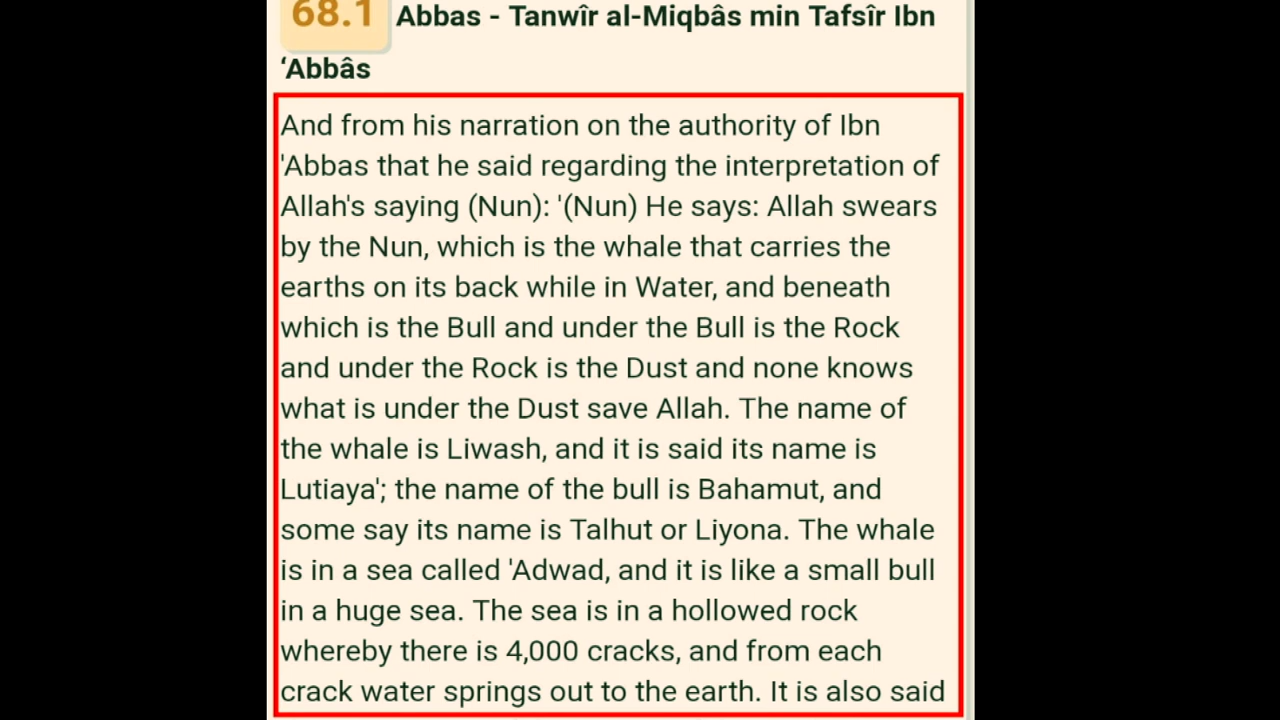 68.1 Abbas - Tanwîr al-Miqbâs min Tafsîr Ibn
‘Abbâs
And from his narration on the authority of Ibn
'Abbas that he said regarding the interpretation of
Allah's saying (Nun): '(Nun) He says: Allah swears
by the Nun, which is the whale that carries the
earths on its back while in Water, and beneath
which is the Bull and under the Bull is the Rock
and under the Rock is the Dust and none knows
what is under the Dust save Allah. The name of
the whale is Liwash, and it is said its name is
Lutiaya'; the name of the bull is Bahamut, and
some say its name is Talhut or Liyona. The whale
is in a sea called 'Adwad, and it is like a small bull
in a huge sea. The sea is in a hollowed rock
whereby there is 4,000 cracks, and from each
crack water springs out to the earth. It is also said